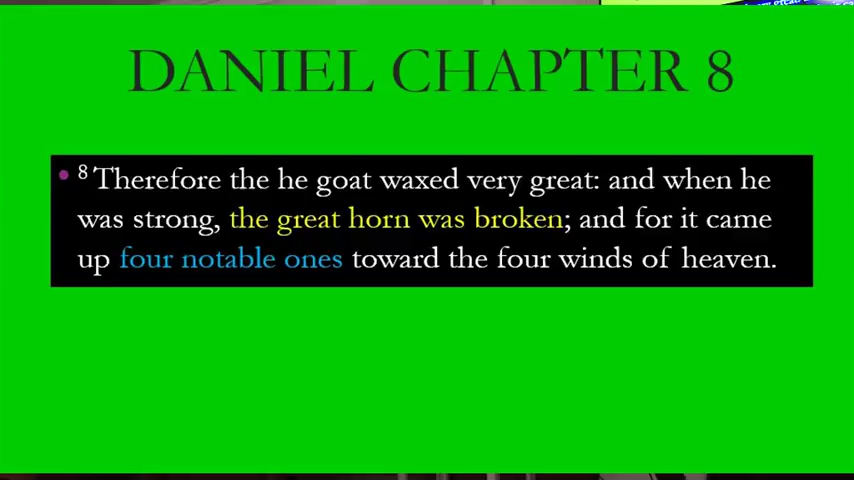 DANIEL CHAPTER 8
• 8 Therefore the he goat waxed very great: and when he
was strong, the great horn was broken; and for it came
up four notable ones toward the four winds of heaven.